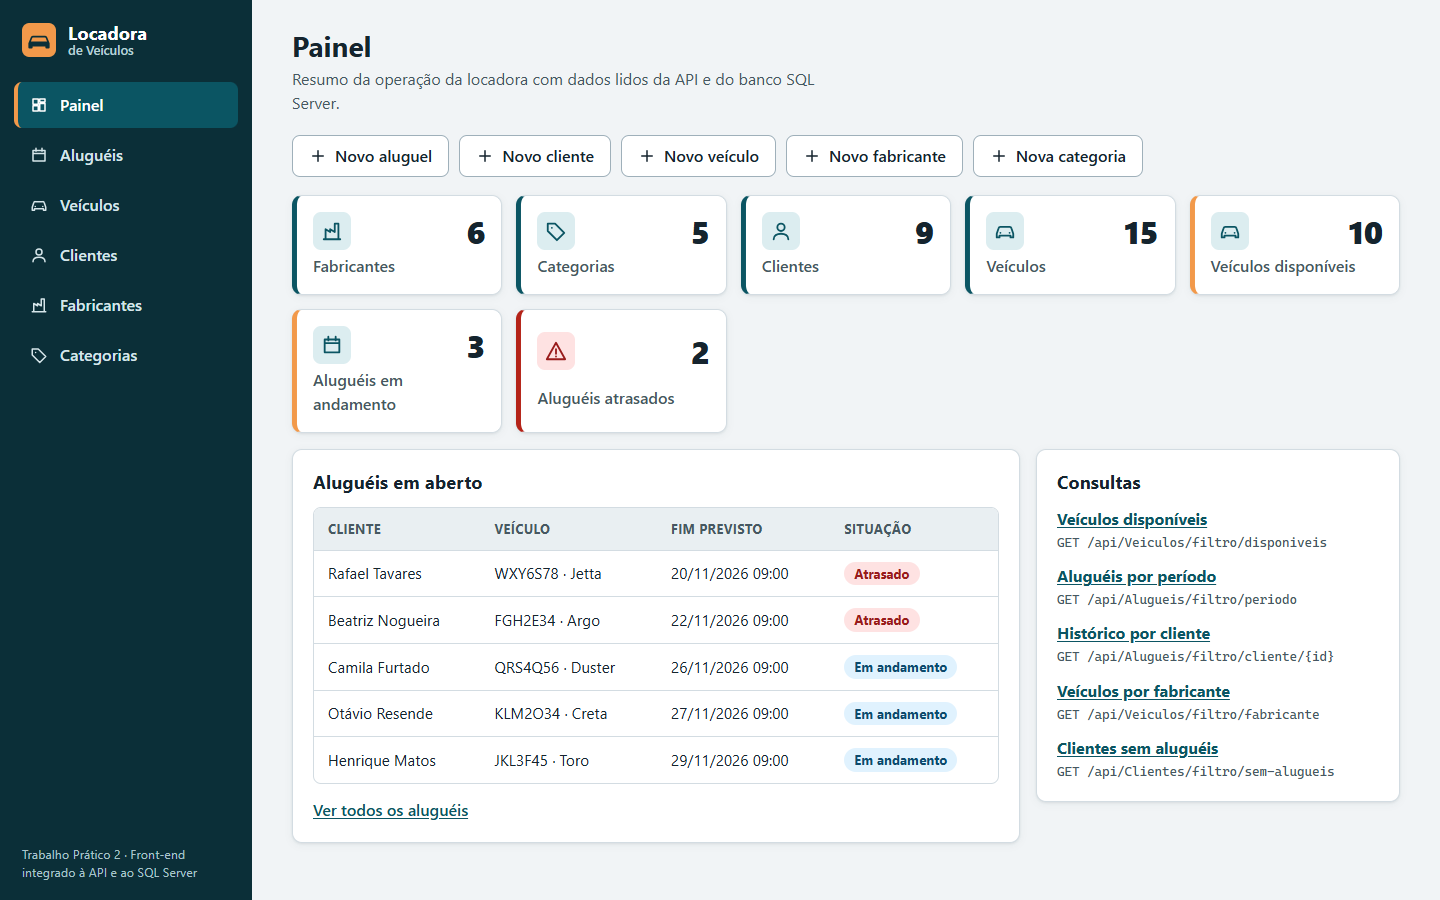 Locadora
de Veículos
Painel
Aluguéis
Veículos
Clientes
Fabricantes
Categorias
Trabalho Prático 2 · Front-end
integrado à API e ao SQL Server
Painel
Resumo da operação da locadora com dados lidos da API e do banco SQL
Server.
+ Novo aluguel
+ Novo cliente
+ Novo veículo
+ Novo fabricante
+ Nova categoria
6
Fabricantes
5
Categorias
9
Clientes
15
Veículos
10
Veículos disponíveis
3
Aluguéis em
andamento
2
Aluguéis atrasados
Aluguéis em aberto
CLIENTE VEÍCULO FIM PREVISTO SITUAÇÃO
Rafael Tavares WXY6S78 · Jetta 20/11/2026 09:00 Atrasado
Beatriz Nogueira FGH2E34 · Argo 22/11/2026 09:00 Atrasado
Camila Furtado QRS4Q56 · Duster 26/11/2026 09:00 Em andamento
Otávio Resende KLM2O34 · Creta 27/11/2026 09:00 Em andamento
Henrique Matos JKL3F45 · Toro 29/11/2026 09:00 Em andamento
Ver todos os aluguéis
Consultas
Veículos disponíveis
GET /api/Veiculos/filtro/disponiveis
Aluguéis por período
GET /api/Alugueis/filtro/periodo
Histórico por cliente
GET /api/Alugueis/filtro/cliente/{id}
Veículos por fabricante
GET /api/Veiculos/filtro/fabricante
Clientes sem aluguéis
GET /api/Clientes/filtro/sem-alugueis